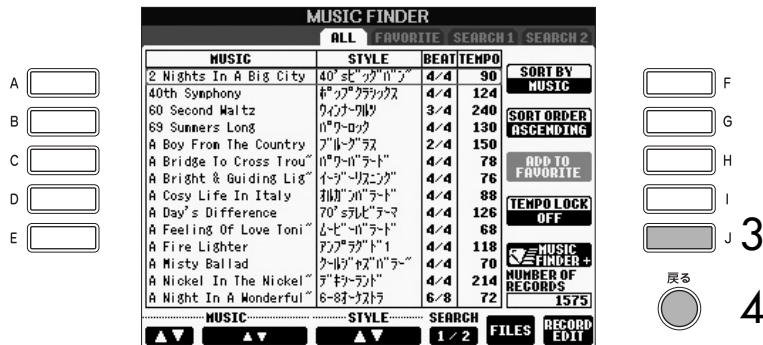 MUSIC FINDER
ALL FAVORITE SEARCH 1 SEARCH 2
MUSIC STYLE BEAT TEMPO
2 Nights In A Big City 40'sビッグバンド 4/4 90
40th Symphony ポップクラシックス 4/4 124
60 Second Waltz ウィンナーワルツ 3/4 240
69 Summers Long パワーロック 4/4 130
A Boy From The Country ブルーグラス 2/4 150
A Bridge To Cross Trou~ パワーバラード 4/4 78
A Bright & Guiding Lig~ イージーリスニング 4/4 76
A Cosy Life In Italy オルガンバラード 4/4 88
A Day's Difference 70'sテレビテーマ 4/4 126
A Feeling Of Love Toni~ ムービーバラード 4/4 68
A Fire Lighter アンプラグド1 4/4 118
A Misty Ballad クールジャズバラー~ 4/4 70
A Nickel In The Nickel~ デキシーランド 4/4 214
A Night In A Wonderful~ 6-8オーケストラ 6/8 72
SORT BY
MUSIC
SORT ORDER
ASCENDING
ADD TO
FAVORITE
TEMPO LOCK
OFF
MUSIC
FINDER +
NUMBER OF
RECORDS
1575
MUSIC STYLE SEARCH
▲▼ ▲▼ ▲▼ 1/2 FILES RECORD
EDIT
A
B
C
D
E
F
G
H
I
J 3
戻る
4